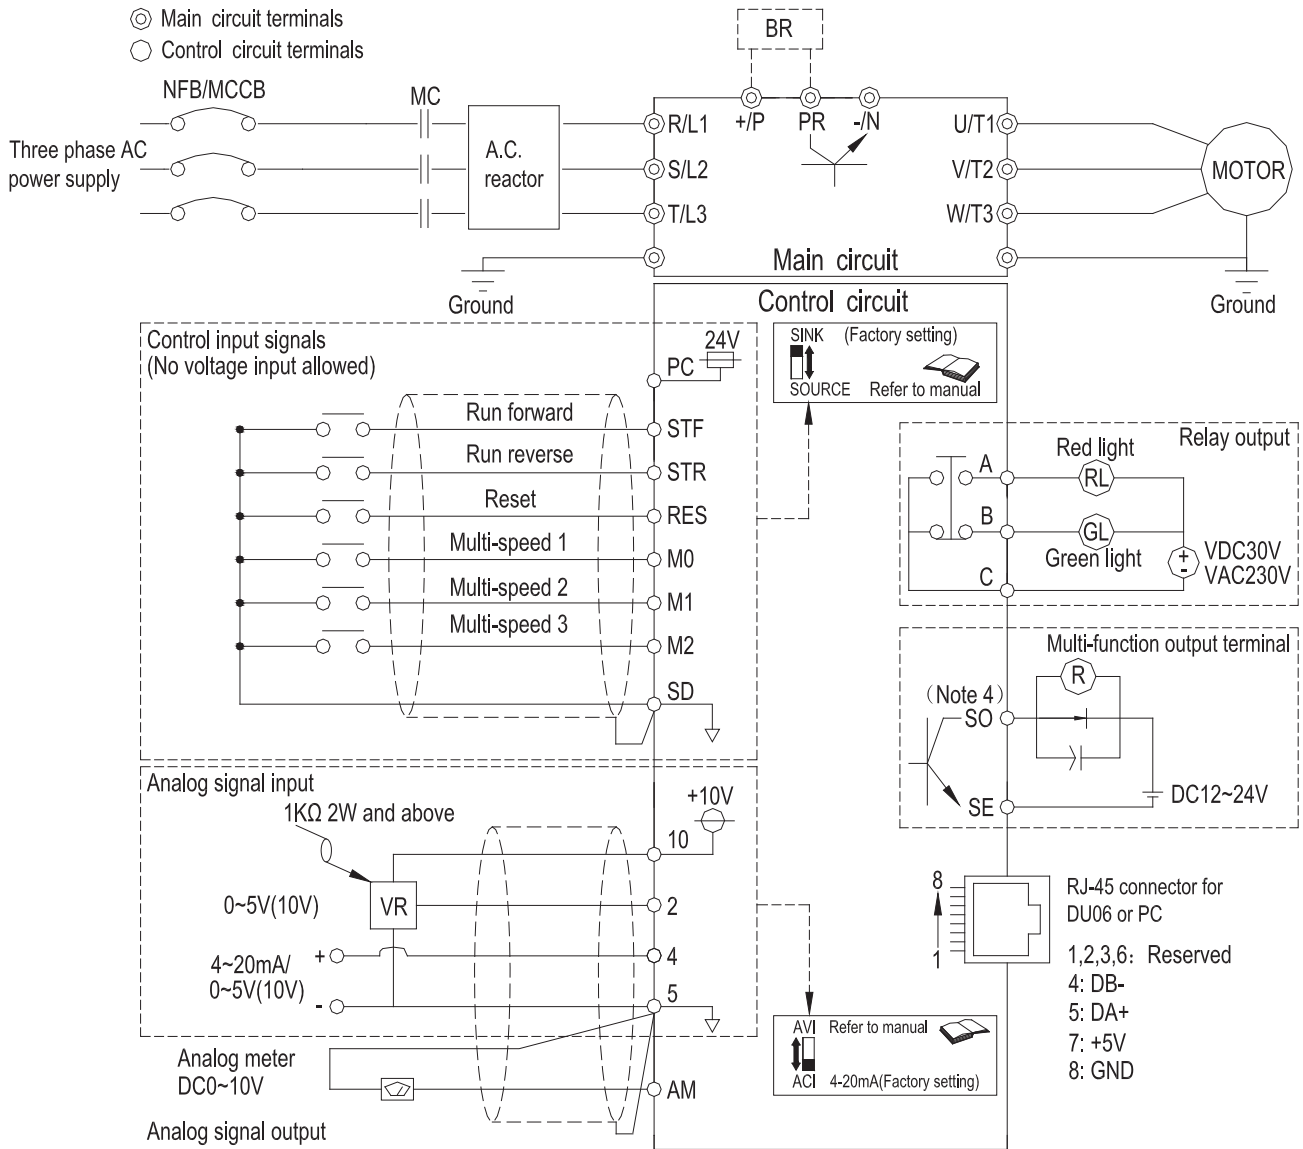 Main circuit terminals
Control circuit terminals
BR
NFB/MCCB
MC
Three phase AC
power supply
A.C.
reactor
R/L1
S/L2
T/L3
+/P
PR
-/N
U/T1
V/T2
W/T3
MOTOR
Main circuit
Ground
Ground
Control circuit
Control input signals
(No voltage input allowed)
24V
PC
SINK (Factory setting)
SOURCE Refer to manual
Run forward
STF
Run reverse
STR
Reset
RES
Multi-speed 1
M0
Multi-speed 2
M1
Multi-speed 3
M2
SD
Relay output
Red light
A
RL
B
GL
Green light
C
+
-
VDC30V
VAC230V
Multi-function output terminal
R
(Note 4)
SO
SE
DC12~24V
Analog signal input
1KΩ 2W and above
+10V
10
0~5V(10V)
VR
2
4~20mA/
0~5V(10V)
+
4
-
5
AVI Refer to manual
ACI 4-20mA(Factory setting)
Analog meter
DC0~10V
AM
Analog signal output
8
1
RJ-45 connector for
DU06 or PC
1,2,3,6: Reserved
4: DB-
5: DA+
7: +5V
8: GND